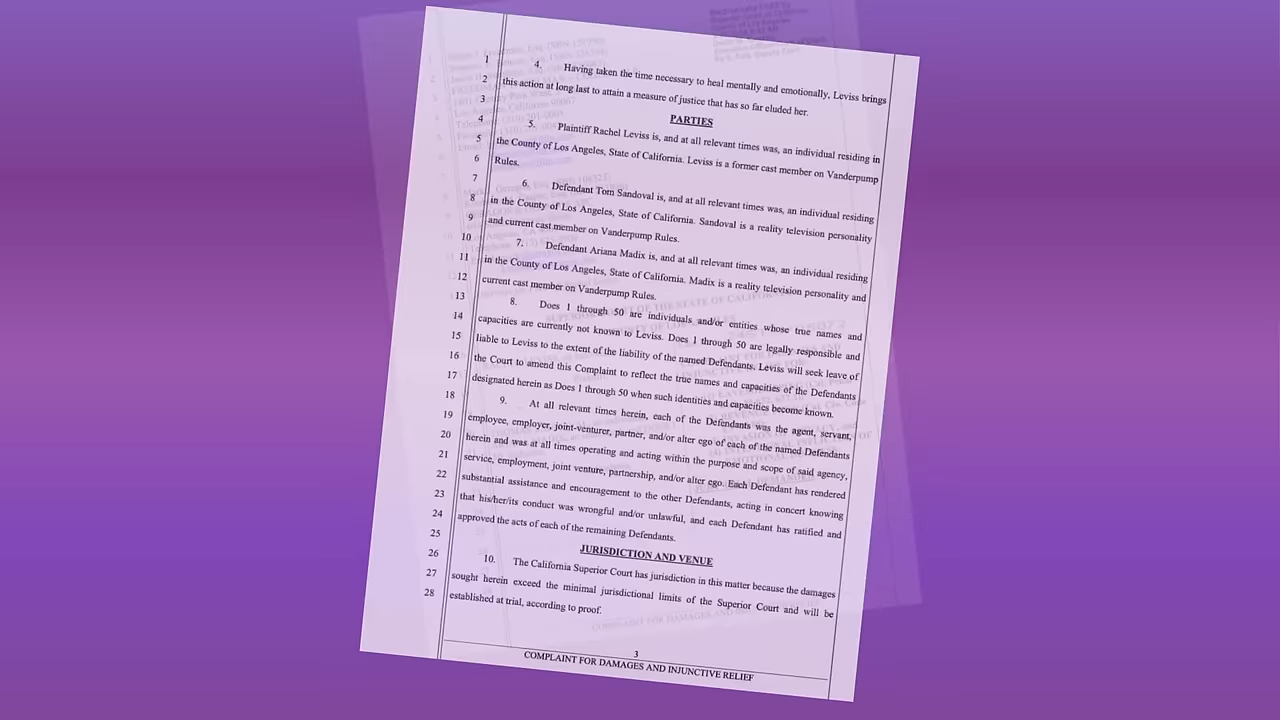 1
4. Having taken the time necessary to heal mentally and emotionally, Leviss brings
2
this action at long last to attain a measure of justice that has so far eluded her.
3
PARTIES
4
5. Plaintiff Rachel Leviss is, and at all relevant times was, an individual residing in
5
the County of Los Angeles, State of California. Leviss is a former cast member on Vanderpump
6
Rules.
7
6. Defendant Tom Sandoval is, and at all relevant times was, an individual residing
8
in the County of Los Angeles, State of California. Sandoval is a reality television personality
9
and current cast member on Vanderpump Rules.
10
7. Defendant Ariana Madix is, and at all relevant times was, an individual residing
11
in the County of Los Angeles, State of California. Madix is a reality television personality and
12
current cast member on Vanderpump Rules.
13
8. Does 1 through 50 are individuals and/or entities whose true names and
14
capacities are currently not known to Leviss. Does 1 through 50 are legally responsible and
15
liable to Leviss to the extent of the liability of the named Defendants. Leviss will seek leave of
16
the Court to amend this Complaint to reflect the true names and capacities of the Defendants
17
designated herein as Does 1 through 50 when such identities and capacities become known.
18
9. At all relevant times herein, each of the Defendants was the agent, servant,
19
employee, employer, joint-venturer, partner, and/or alter ego of each of the named Defendants
20
herein and was at all times operating and acting within the purpose and scope of said agency,
21
service, employment, joint venture, partnership, and/or alter ego. Each Defendant has rendered
22
substantial assistance and encouragement to the other Defendants, acting in concert knowing
23
that his/her/its conduct was wrongful and/or unlawful, and each Defendant has ratified and
24
approved the acts of each of the remaining Defendants.
25
JURISDICTION AND VENUE
26
10. The California Superior Court has jurisdiction in this matter because the damages
27
sought herein exceed the minimal jurisdictional limits of the Superior Court and will be
28
established at trial, according to proof.
3
COMPLAINT FOR DAMAGES AND INJUNCTIVE RELIEF